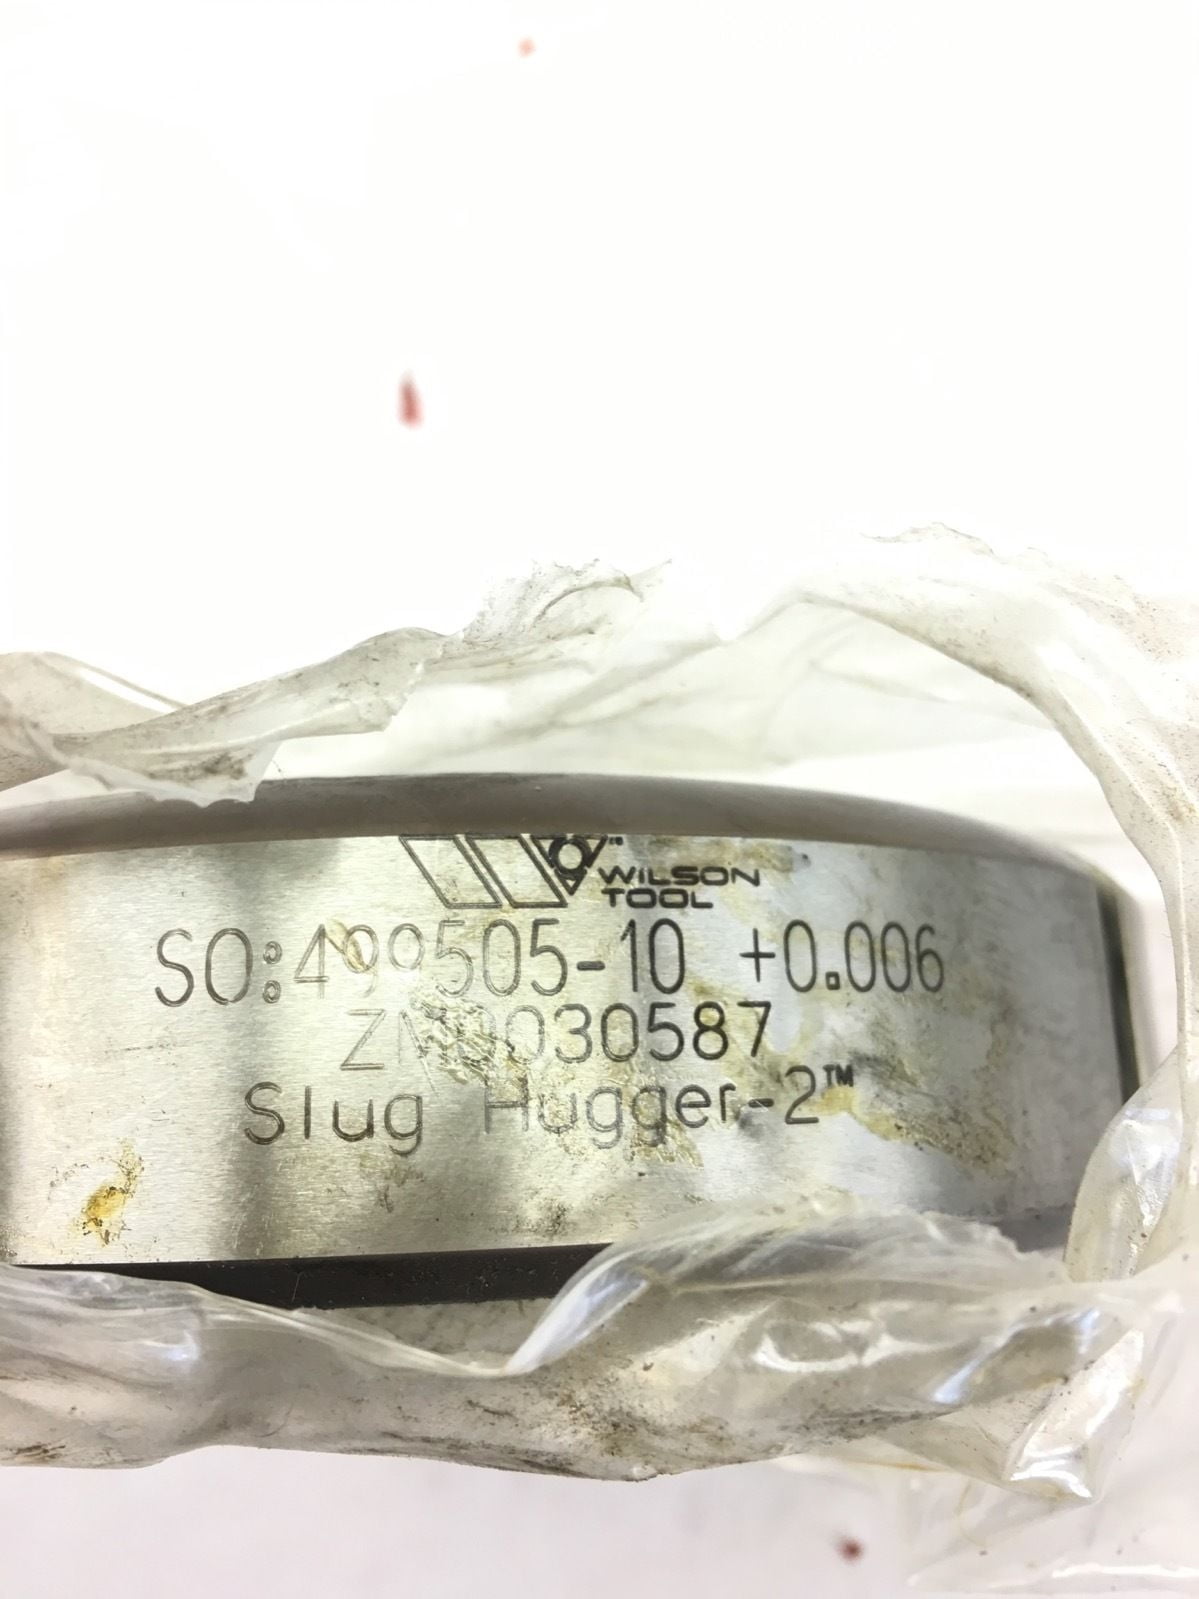 WILSON
TOOL
SO:499505-10 +0.006
ZM0030587
Slug Hugger-2™